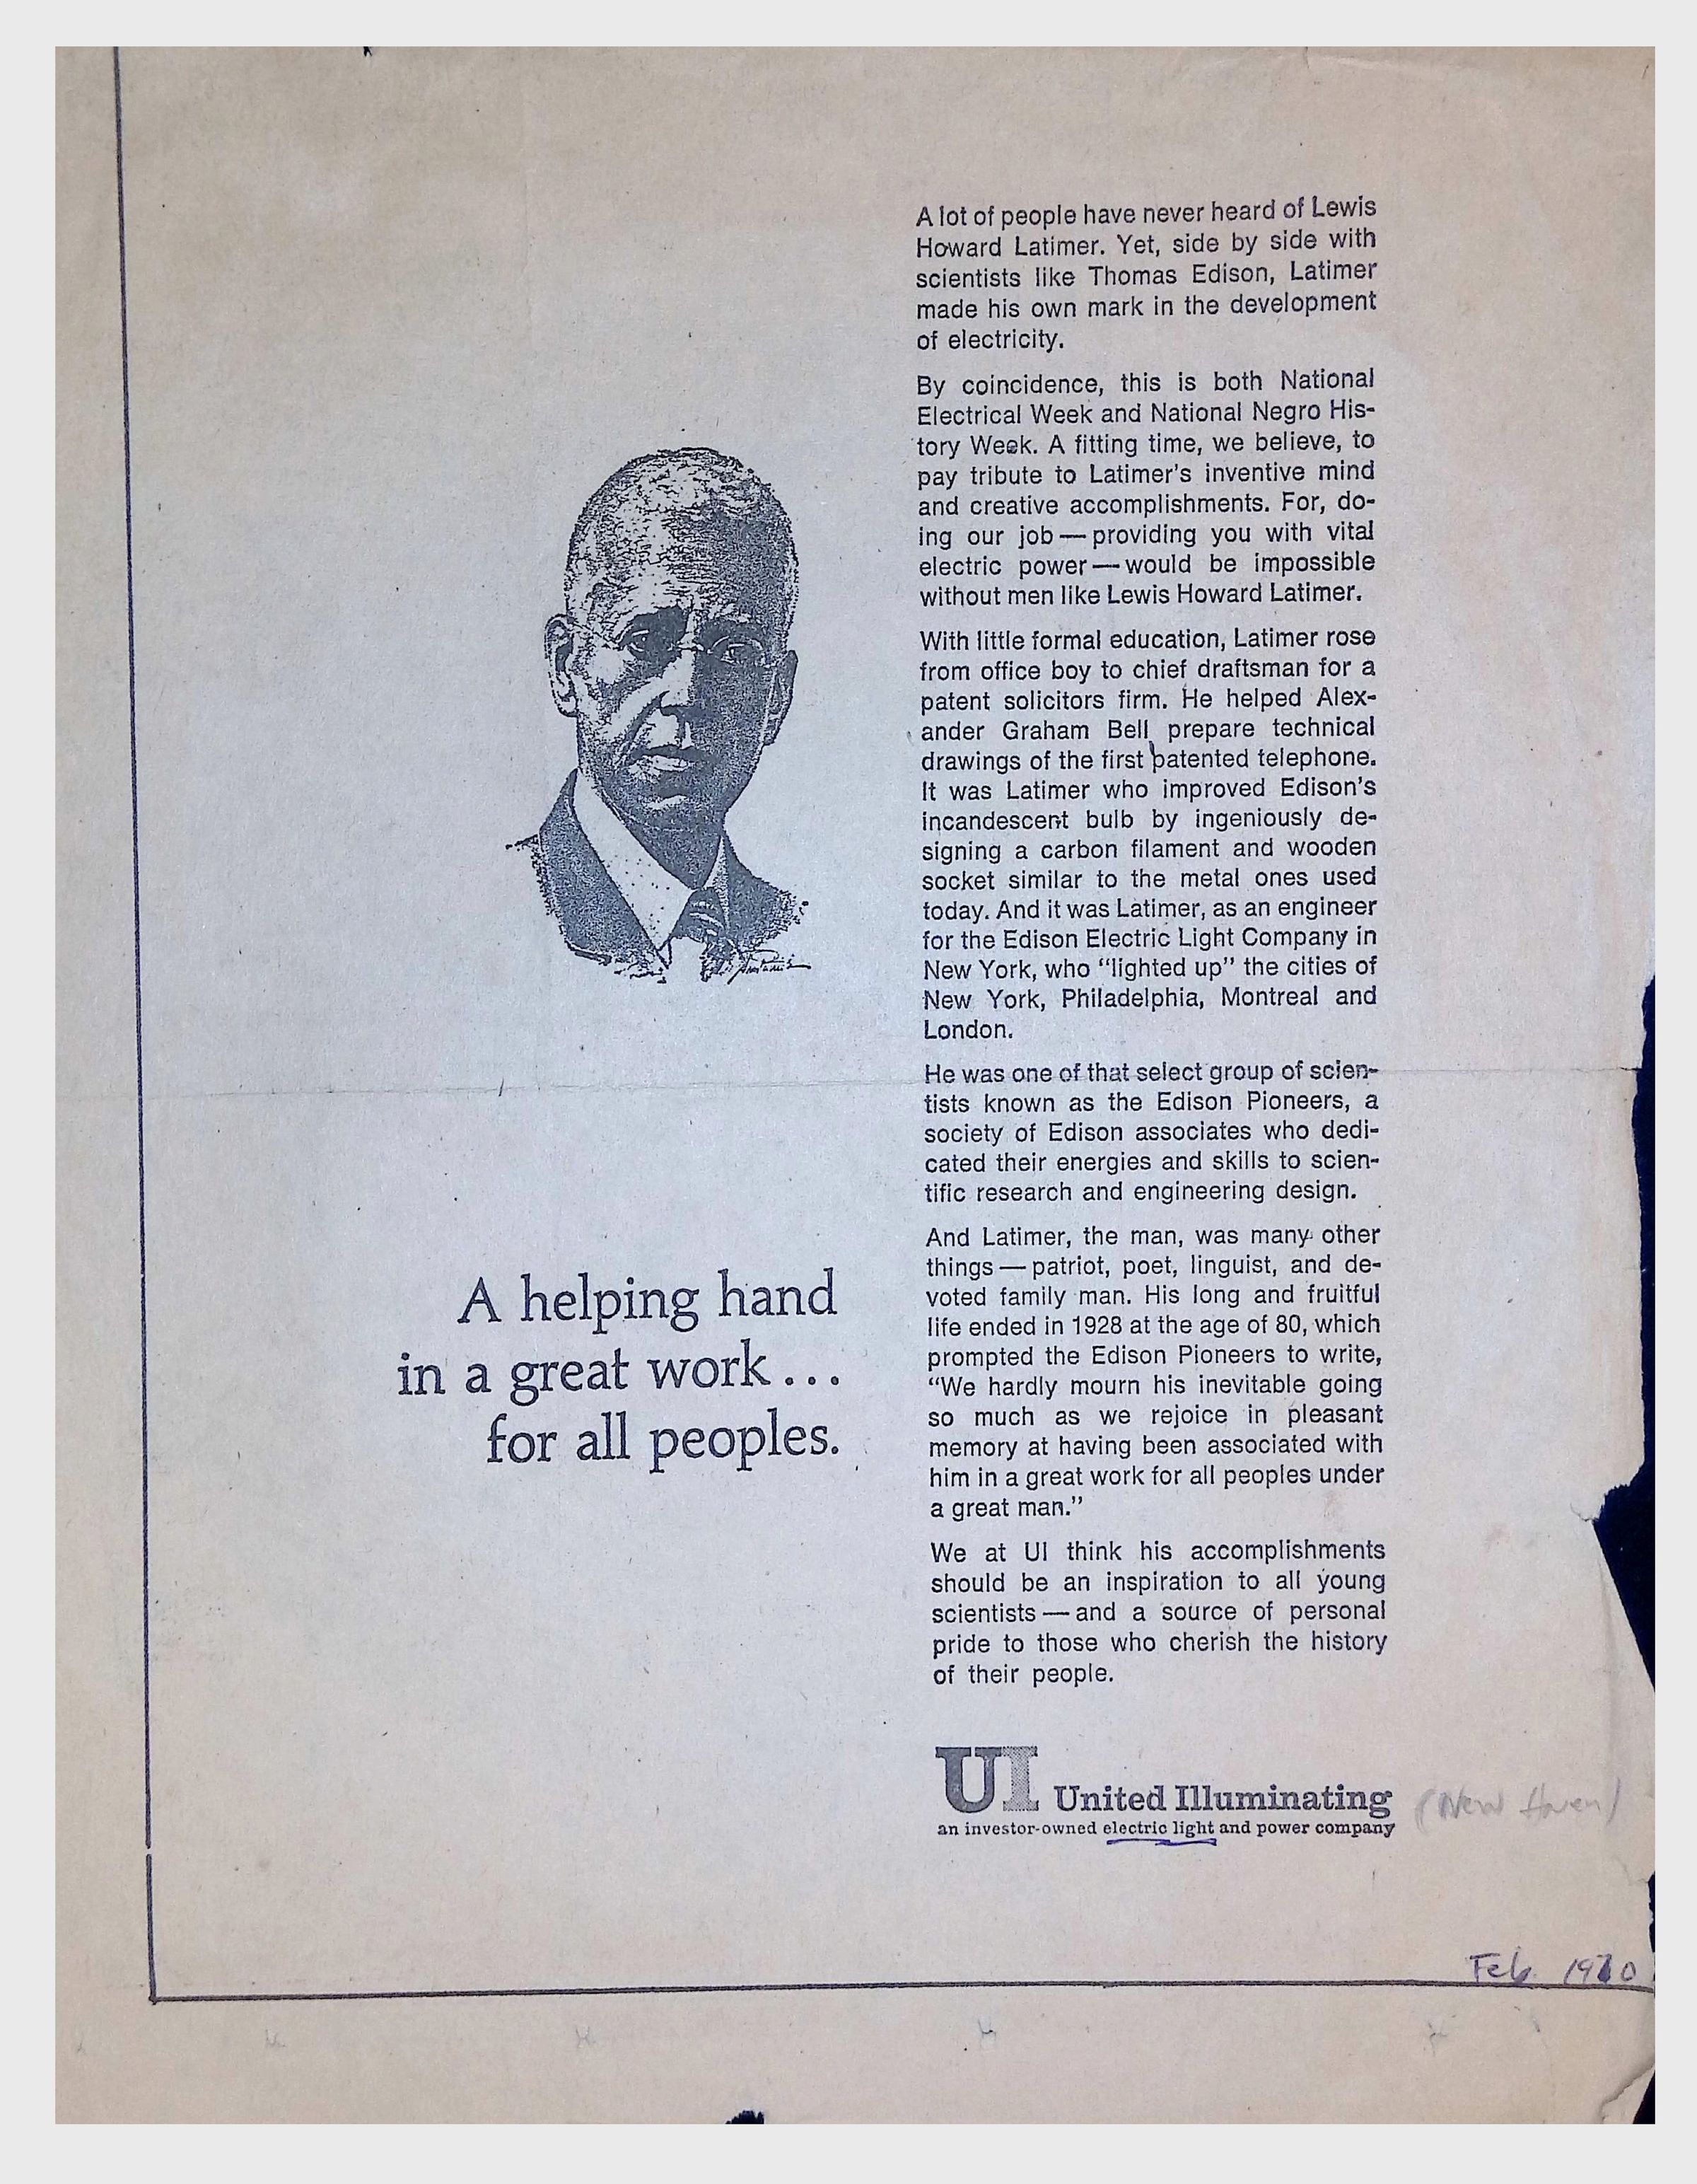 A lot of people have never heard of Lewis
Howard Latimer. Yet, side by side with
scientists like Thomas Edison, Latimer
made his own mark in the development
of electricity.
By coincidence, this is both National
Electrical Week and National Negro His-
tory Week. A fitting time, we believe, to
pay tribute to Latimer's inventive mind
and creative accomplishments. For, do-
ing our job — providing you with vital
electric power — would be impossible
without men like Lewis Howard Latimer.
With little formal education, Latimer rose
from office boy to chief draftsman for a
patent solicitors firm. He helped Alex-
ander Graham Bell prepare technical
drawings of the first patented telephone.
It was Latimer who improved Edison's
incandescent bulb by ingeniously de-
signing a carbon filament and wooden
socket similar to the metal ones used
today. And it was Latimer, as an engineer
for the Edison Electric Light Company in
New York, who “lighted up” the cities of
New York, Philadelphia, Montreal and
London.
He was one of that select group of scien-
tists known as the Edison Pioneers, a
society of Edison associates who dedi-
cated their energies and skills to scien-
tific research and engineering design.
And Latimer, the man, was many other
things — patriot, poet, linguist, and de-
voted family man. His long and fruitful
life ended in 1928 at the age of 80, which
prompted the Edison Pioneers to write,
“We hardly mourn his inevitable going
so much as we rejoice in pleasant
memory at having been associated with
him in a great work for all peoples under
a great man.”
We at UI think his accomplishments
should be an inspiration to all young
scientists — and a source of personal
pride to those who cherish the history
of their people.
A helping hand
in a great work...
for all peoples.
UI United Illuminating (New Haven)
an investor-owned electric light and power company
Feb. 1970